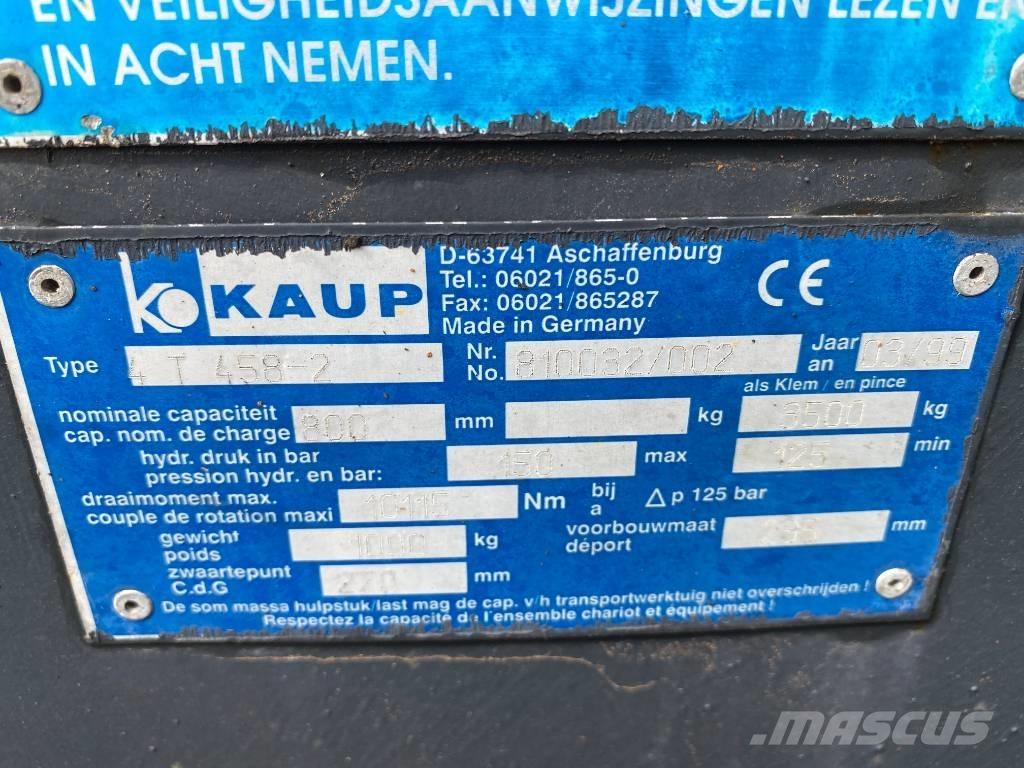 EN VEILIGHEIDSAANWIJZINGEN LEZEN EN
IN ACHT NEMEN.
KAUP
D-63741 Aschaffenburg
Tel.: 06021/865-0
Fax: 06021/865287
Made in Germany
CE
Type 4 T 458-2
Nr. No. 810032/002
Jaar an 03/99
als Klem / en pince
nominale capaciteit
cap. nom. de charge 800 mm kg 3500 kg
hydr. druk in bar
pression hydr. en bar: 150 max 125 min
draaimoment max.
couple de rotation maxi 10115 Nm bij a Δ p 125 bar
gewicht
poids kg
voorbouwmaat
déport mm
zwaartepunt
C.d.G 270 mm
De som massa hulpstuk/last mag de cap. v/h transportwerktuig niet overschrijden !
Respectez la capacité de l'ensemble chariot et équipement !
MASCUS